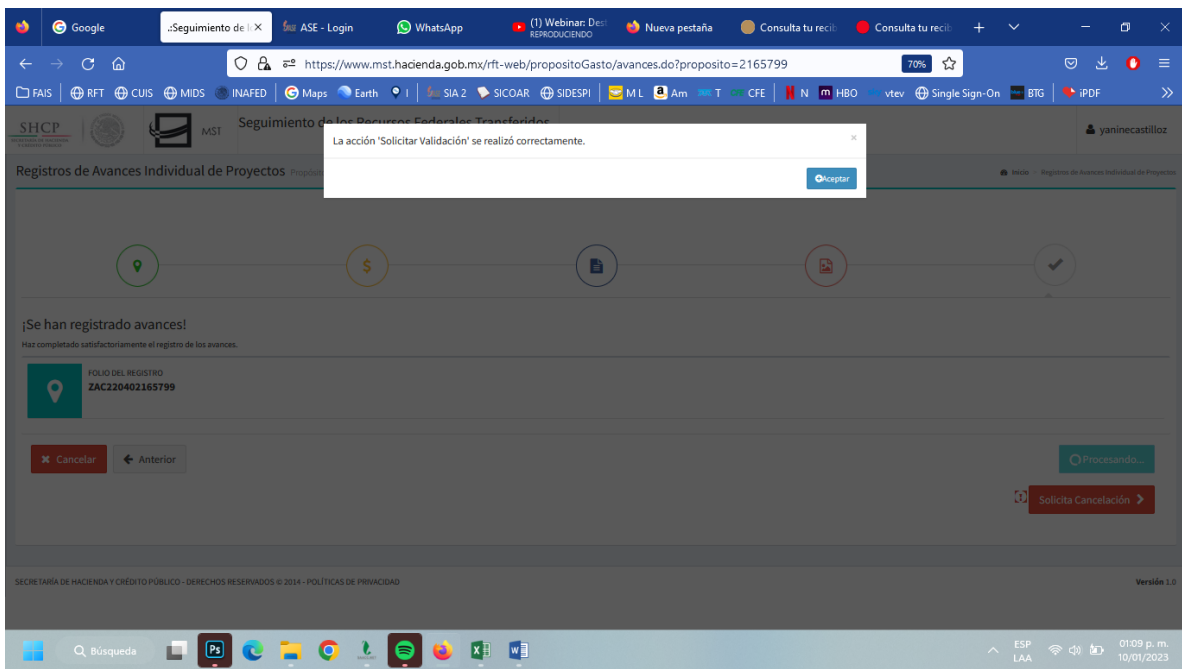 Google
.:Seguimiento de l
ASE - Login
WhatsApp
(1) Webinar: Des
REPRODUCIENDO
Nueva pestaña
Consulta tu recib
Consulta tu recib
https://www.mst.hacienda.gob.mx/rft-web/propositoGasto/avances.do?proposito=2165799
70%
FAIS
RFT
CUIS
MIDS
INAFED
Maps
Earth
I
SIA 2
SICOAR
SIDESPI
M L
Am
T
CFE
N
HBO
vtev
Single Sign-On
BTG
iPDF
SHCP
MST
Seguimiento de los Recursos Federales Transferidos
yaninecastilloz
La acción 'Solicitar Validación' se realizó correctamente.
×
Aceptar
Registros de Avances Individual de Proyectos
Inicio
Registros de Avances Individual de Proyectos
¡Se han registrado avances!
Haz completado satisfactoriamente el registro de los avances.
FOLIO DEL REGISTRO
ZAC220402165799
Cancelar
Anterior
Procesando...
Solicita Cancelación
SECRETARÍA DE HACIENDA Y CRÉDITO PÚBLICO - DERECHOS RESERVADOS © 2014 - POLÍTICAS DE PRIVACIDAD
Versión 1.0
Búsqueda
ESP
LAA
01:09 p. m.
10/01/2023